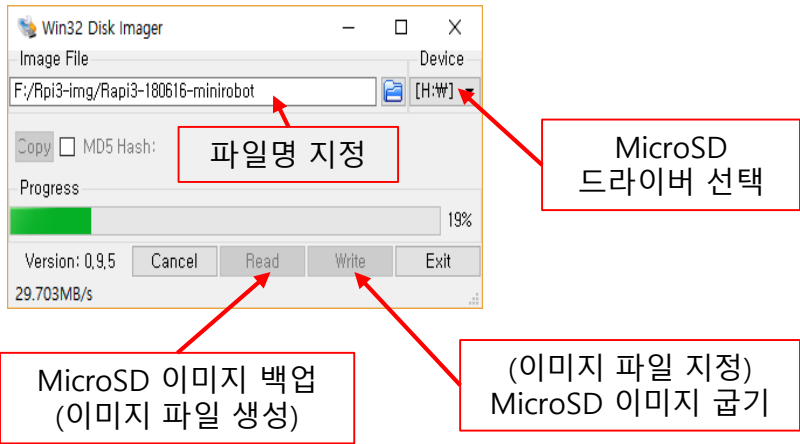 Win32 Disk Imager
Image File
Device
F:/Rpi3-img/Rapi3-180616-minirobot
[H:₩]
Copy
MD5 Hash:
파일명 지정
MicroSD
드라이버 선택
Progress
19%
Version: 0,9,5
Cancel
Read
Write
Exit
29.703MB/s
MicroSD 이미지 백업
(이미지 파일 생성)
(이미지 파일 지정)
MicroSD 이미지 굽기